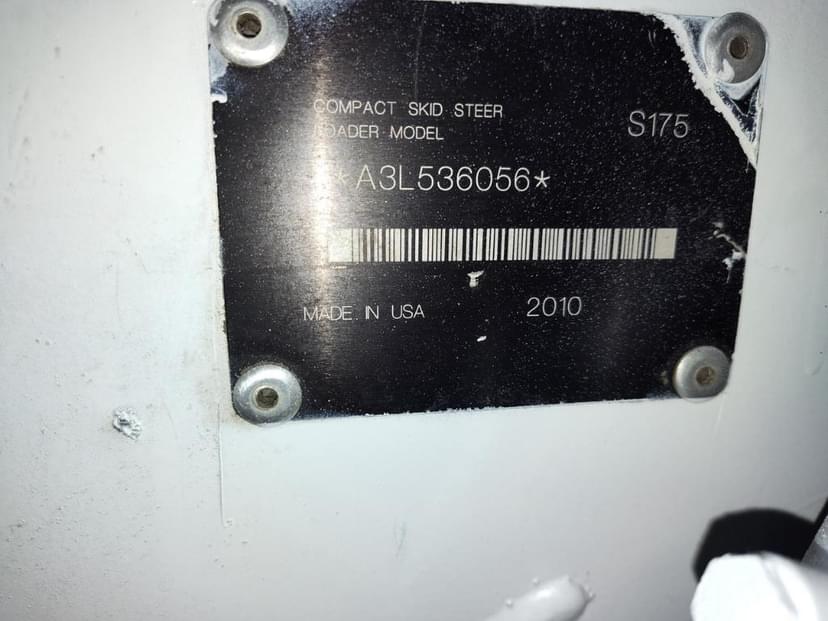 COMPACT SKID STEER
LOADER MODEL S175
*A3L536056*
MADE IN USA 2010